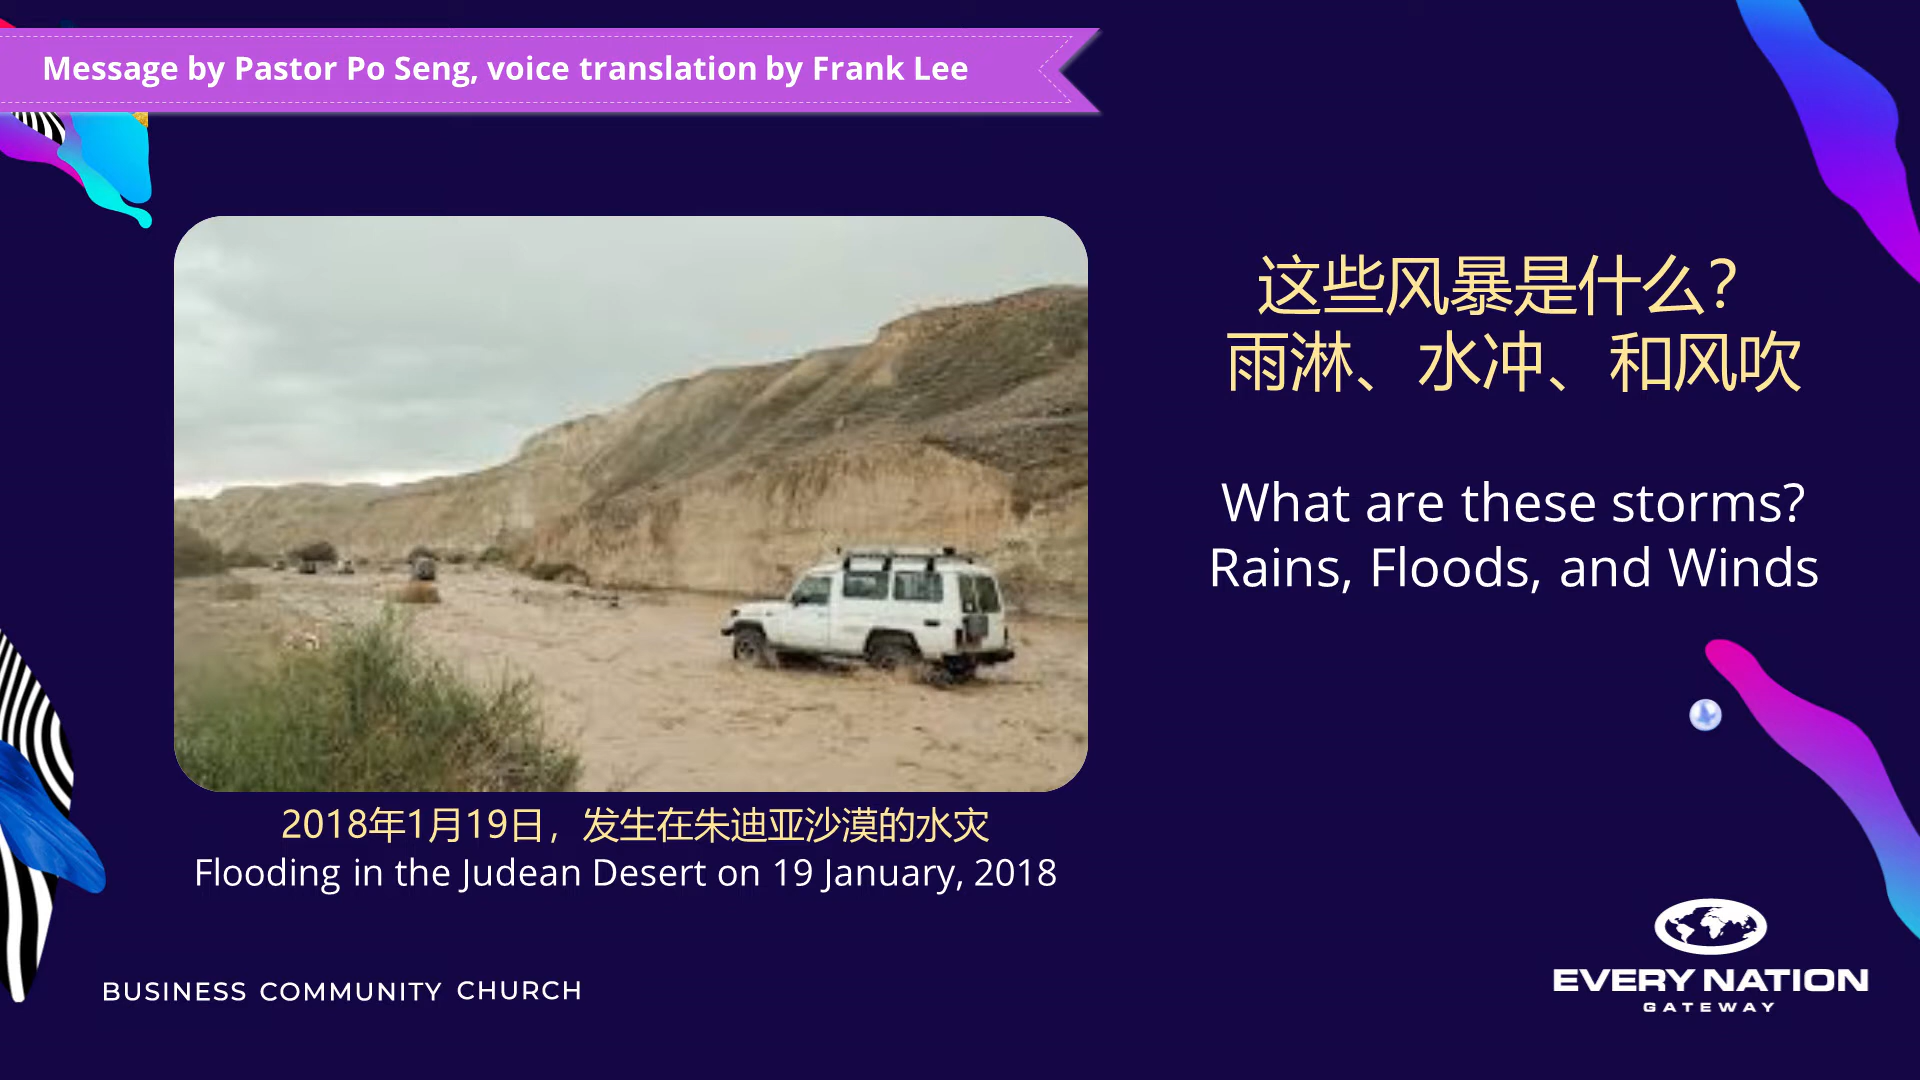 Message by Pastor Po Seng, voice translation by Frank Lee
这些风暴是什么？
雨淋、水冲、和风吹
What are these storms?
Rains, Floods, and Winds
2018年1月19日，发生在朱迪亚沙漠的水灾
Flooding in the Judean Desert on 19 January, 2018
BUSINESS COMMUNITY CHURCH
EVERY NATION
GATEWAY